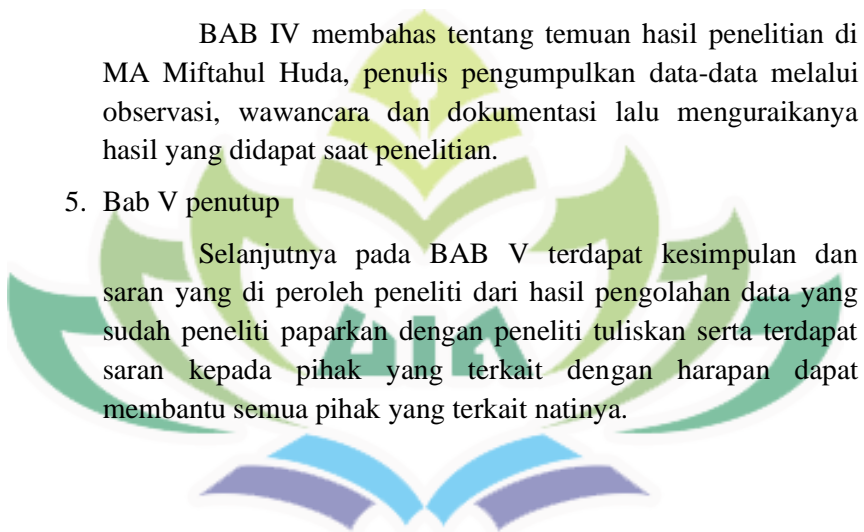 BAB IV membahas tentang temuan hasil penelitian di
MA Miftahul Huda, penulis pengumpulkan data-data melalui
observasi, wawancara dan dokumentasi lalu menguraikanya
hasil yang didapat saat penelitian.
5. Bab V penutup
Selanjutnya pada BAB V terdapat kesimpulan dan
saran yang di peroleh peneliti dari hasil pengolahan data yang
sudah peneliti paparkan dengan peneliti tuliskan serta terdapat
saran kepada pihak yang terkait dengan harapan dapat
membantu semua pihak yang terkait natinya.